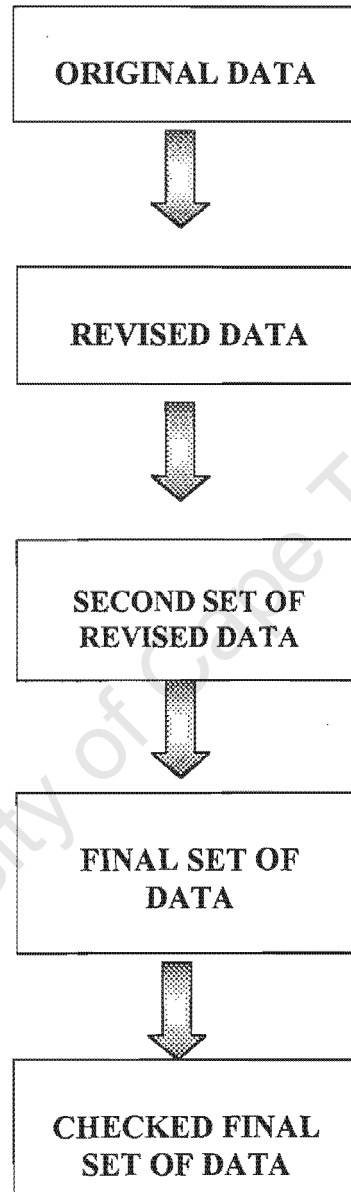 ORIGINAL DATA
REVISED DATA
SECOND SET OF
REVISED DATA
FINAL SET OF
DATA
CHECKED FINAL
SET OF DATA